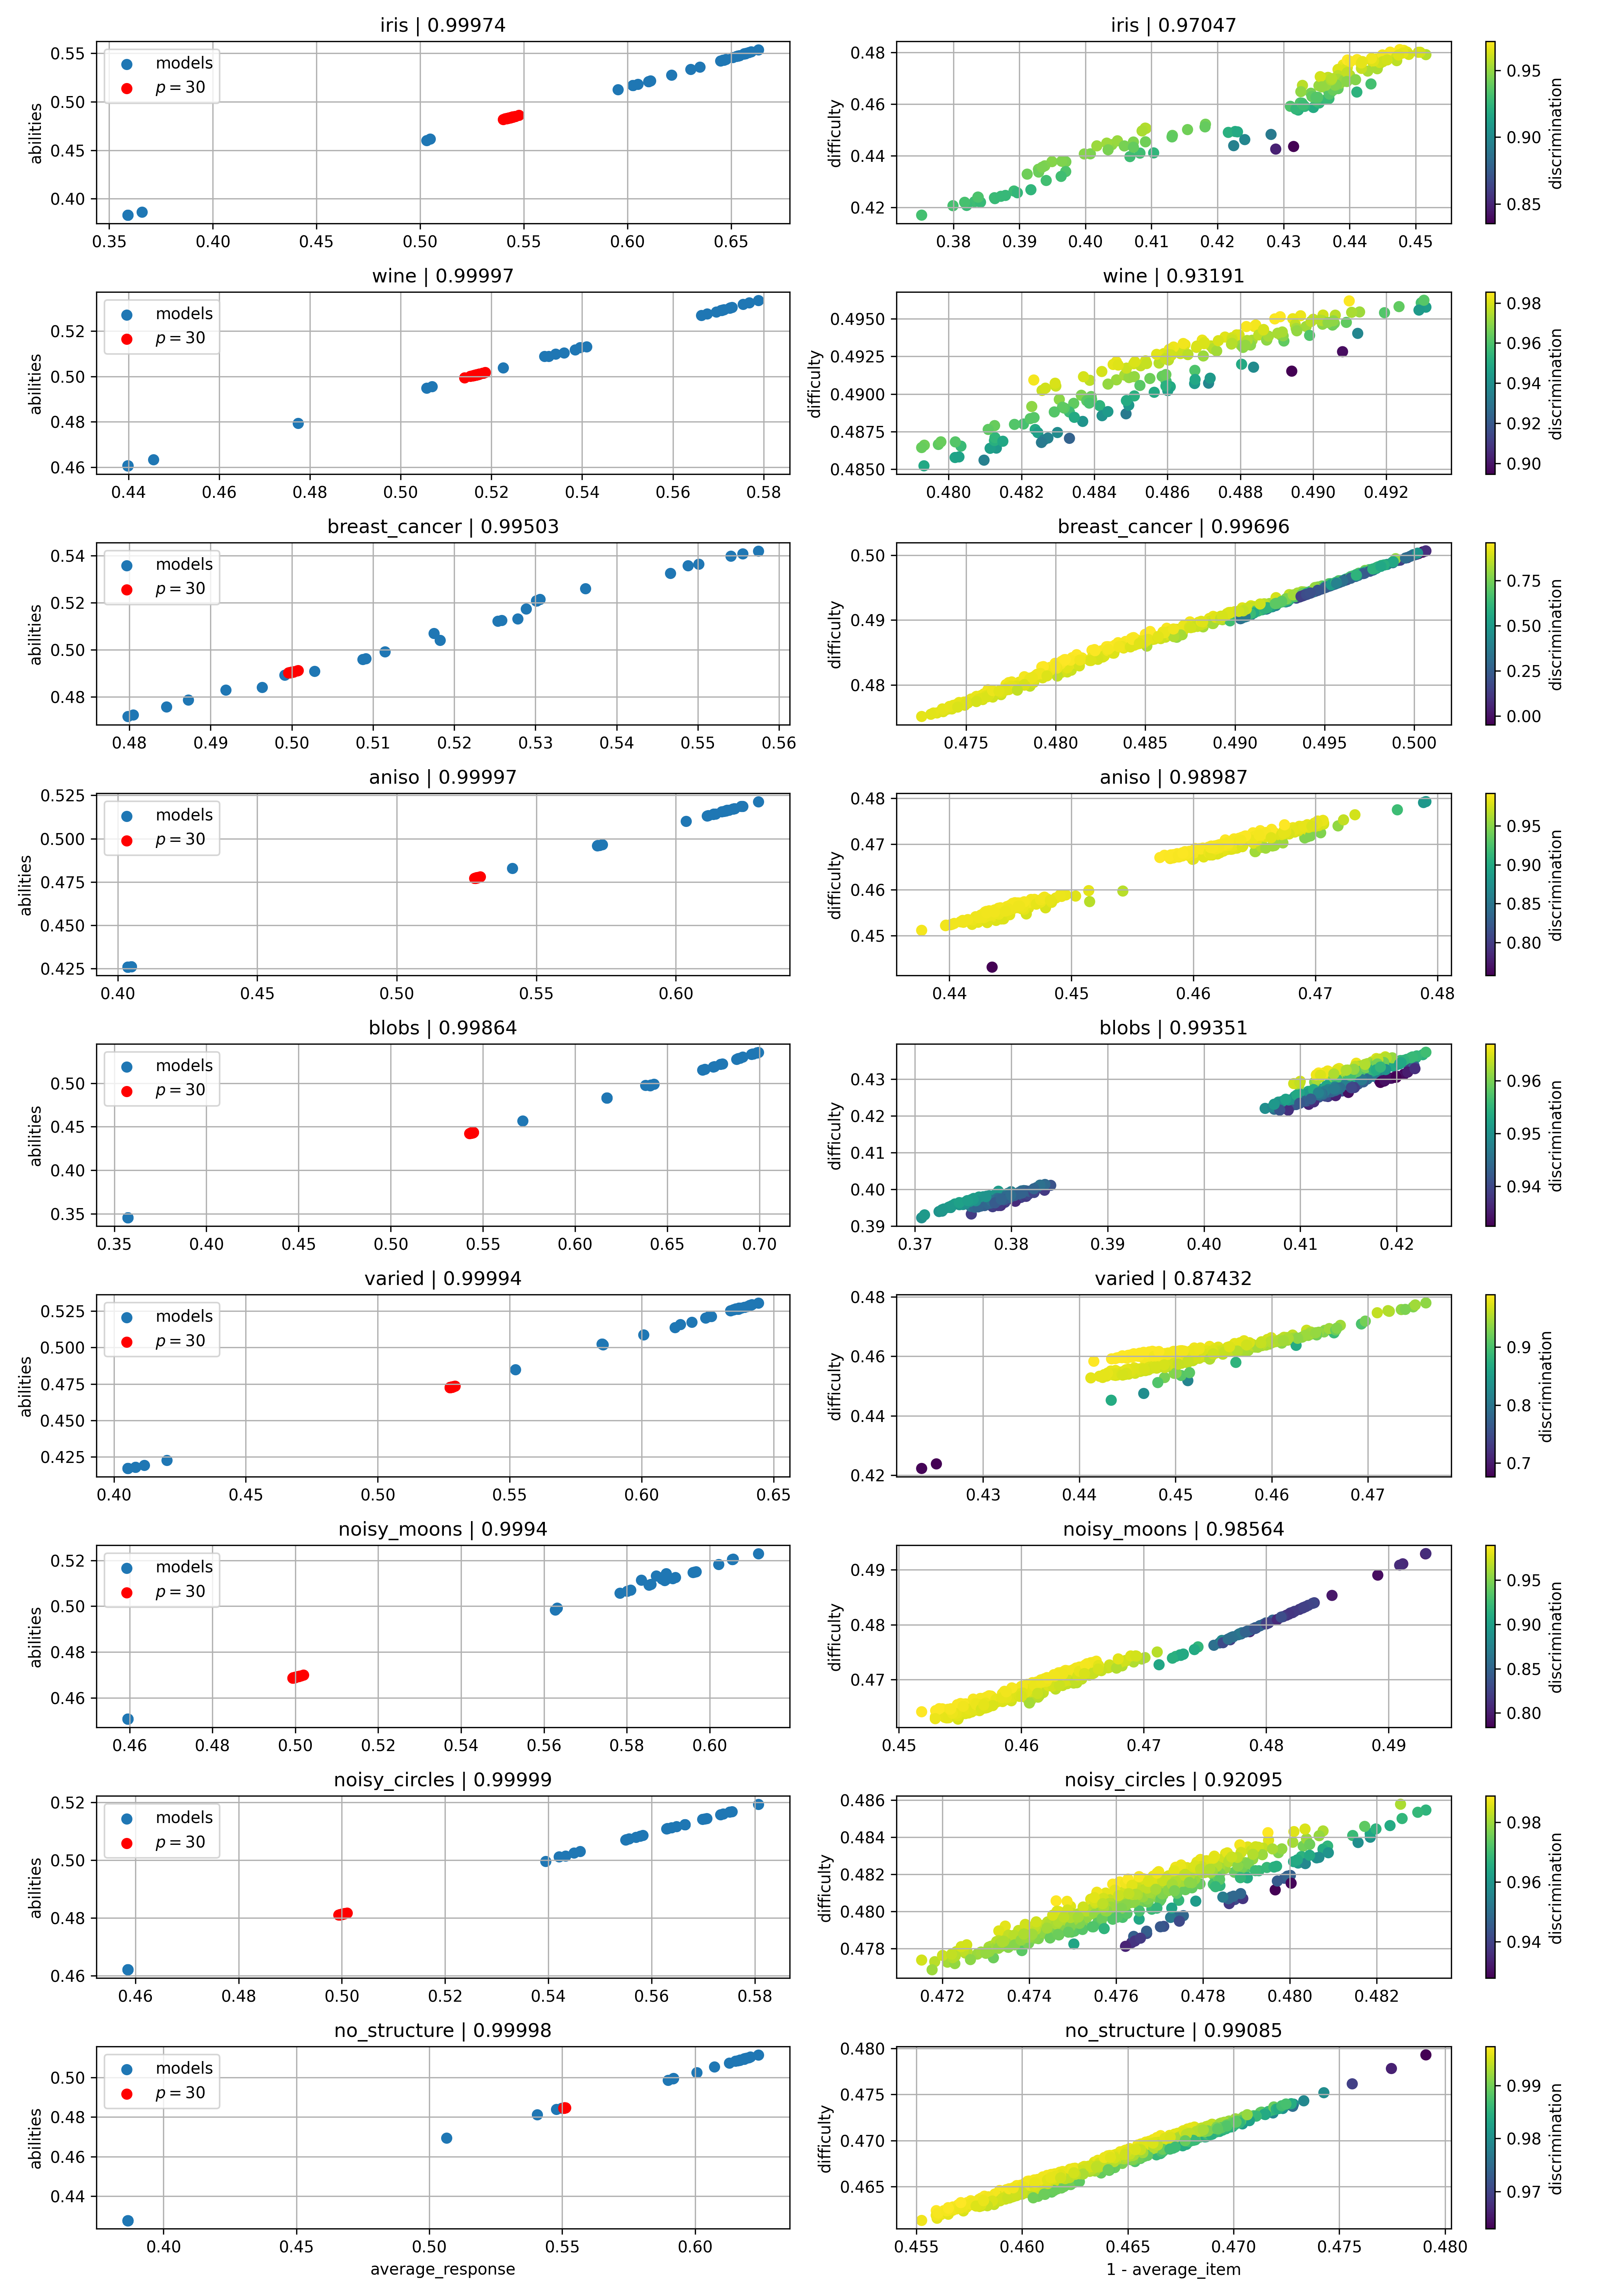 iris | 0.99974
abilities
models
p = 30
0.55
0.50
0.45
0.40
0.35 0.40 0.45 0.50 0.55 0.60 0.65
iris | 0.97047
difficulty
0.48
0.46
0.44
0.42
0.38 0.39 0.40 0.41 0.42 0.43 0.44 0.45
0.95
0.90
0.85
discrimination
wine | 0.99997
abilities
models
p = 30
0.52
0.50
0.48
0.46
0.44 0.46 0.48 0.50 0.52 0.54 0.56 0.58
wine | 0.93191
difficulty
0.4950
0.4925
0.4900
0.4875
0.4850
0.480 0.482 0.484 0.486 0.488 0.490 0.492
0.98
0.96
0.94
0.92
0.90
discrimination
breast_cancer | 0.99503
abilities
models
p = 30
0.54
0.52
0.50
0.48
0.48 0.49 0.50 0.51 0.52 0.53 0.54 0.55 0.56
breast_cancer | 0.99696
difficulty
0.50
0.49
0.48
0.475 0.480 0.485 0.490 0.495 0.500
0.75
0.50
0.25
0.00
discrimination
aniso | 0.99997
abilities
models
p = 30
0.525
0.500
0.475
0.450
0.425
0.40 0.45 0.50 0.55 0.60
aniso | 0.98987
difficulty
0.48
0.47
0.46
0.45
0.44 0.45 0.46 0.47 0.48
0.95
0.90
0.85
0.80
discrimination
blobs | 0.99864
abilities
models
p = 30
0.50
0.45
0.40
0.35
0.35 0.40 0.45 0.50 0.55 0.60 0.65 0.70
blobs | 0.99351
difficulty
0.43
0.42
0.41
0.40
0.39
0.37 0.38 0.39 0.40 0.41 0.42
0.96
0.95
0.94
discrimination
varied | 0.99994
abilities
models
p = 30
0.525
0.500
0.475
0.450
0.425
0.40 0.45 0.50 0.55 0.60 0.65
varied | 0.87432
difficulty
0.48
0.46
0.44
0.42
0.43 0.44 0.45 0.46 0.47
0.9
0.8
0.7
discrimination
noisy_moons | 0.9994
abilities
models
p = 30
0.52
0.50
0.48
0.46
0.46 0.48 0.50 0.52 0.54 0.56 0.58 0.60
noisy_moons | 0.98564
difficulty
0.49
0.48
0.47
0.45 0.46 0.47 0.48 0.49
0.95
0.90
0.85
0.80
discrimination
noisy_circles | 0.99999
abilities
models
p = 30
0.52
0.50
0.48
0.46
0.46 0.48 0.50 0.52 0.54 0.56 0.58
noisy_circles | 0.92095
difficulty
0.486
0.484
0.482
0.480
0.478
0.472 0.474 0.476 0.478 0.480 0.482
0.98
0.96
0.94
discrimination
no_structure | 0.99998
abilities
models
p = 30
0.50
0.48
0.46
0.44
0.40 0.45 0.50 0.55 0.60
average_response
no_structure | 0.99085
difficulty
0.480
0.475
0.470
0.465
0.455 0.460 0.465 0.470 0.475 0.480
1 - average_item
0.99
0.98
0.97
discrimination